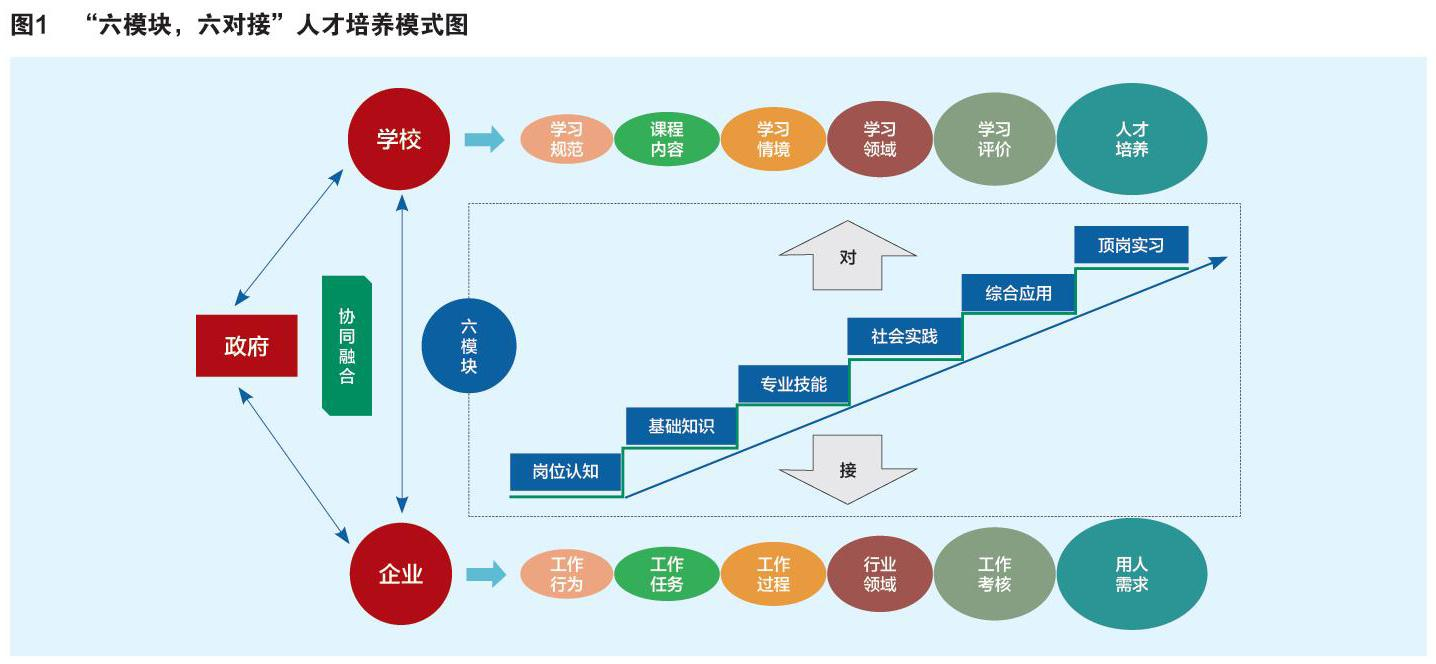 图1 “六模块，六对接”人才培养模式图
学校
学习
规范
课程
内容
学习
情境
学习
领域
学习
评价
人才
培养
对
顶岗实习
综合应用
社会实践
专业技能
基础知识
岗位认知
接
六
模
块
协
同
融
合
政府
企业
工作
行为
工作
任务
工作
过程
行业
领域
工作
考核
用人
需求